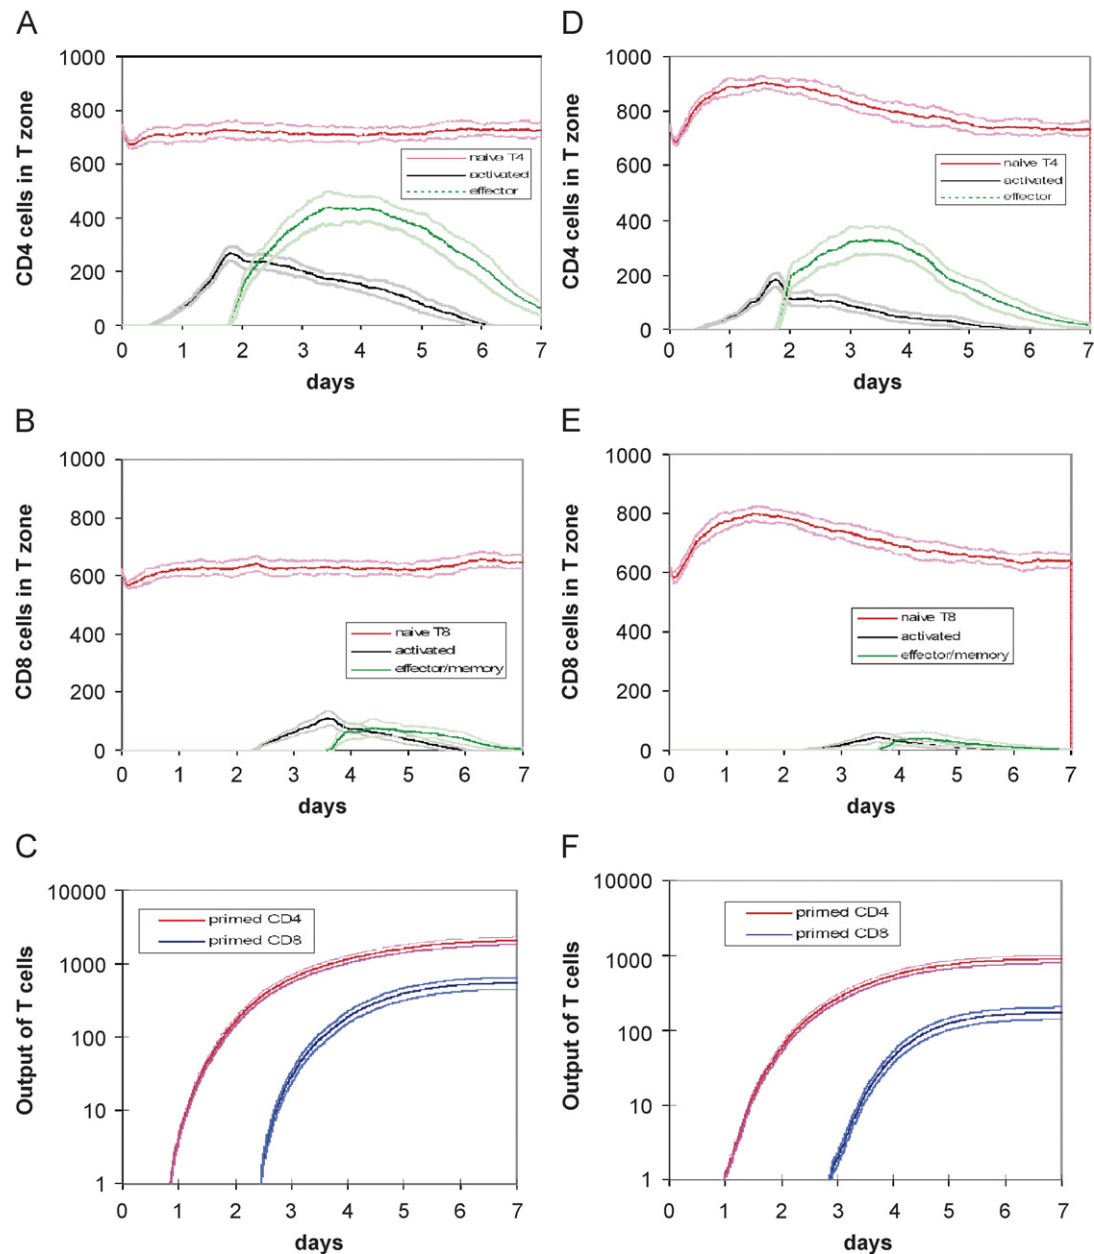 A
CD4 cells in T zone
1000
800
600
400
200
0
naive T4
activated
effector
0 1 2 3 4 5 6 7
days
D
CD4 cells in T zone
1000
800
600
400
200
0
naive T4
activated
effector
0 1 2 3 4 5 6 7
days
B
CD8 cells in T zone
1000
800
600
400
200
0
naive T8
activated
effector/memory
0 1 2 3 4 5 6 7
days
E
CD8 cells in T zone
1000
800
600
400
200
0
naive T8
activated
effector/memory
0 1 2 3 4 5 6 7
days
C
Output of T cells
10000
1000
100
10
1
primed CD4
primed CD8
0 1 2 3 4 5 6 7
days
F
Output of T cells
10000
1000
100
10
1
primed CD4
primed CD8
0 1 2 3 4 5 6 7
days